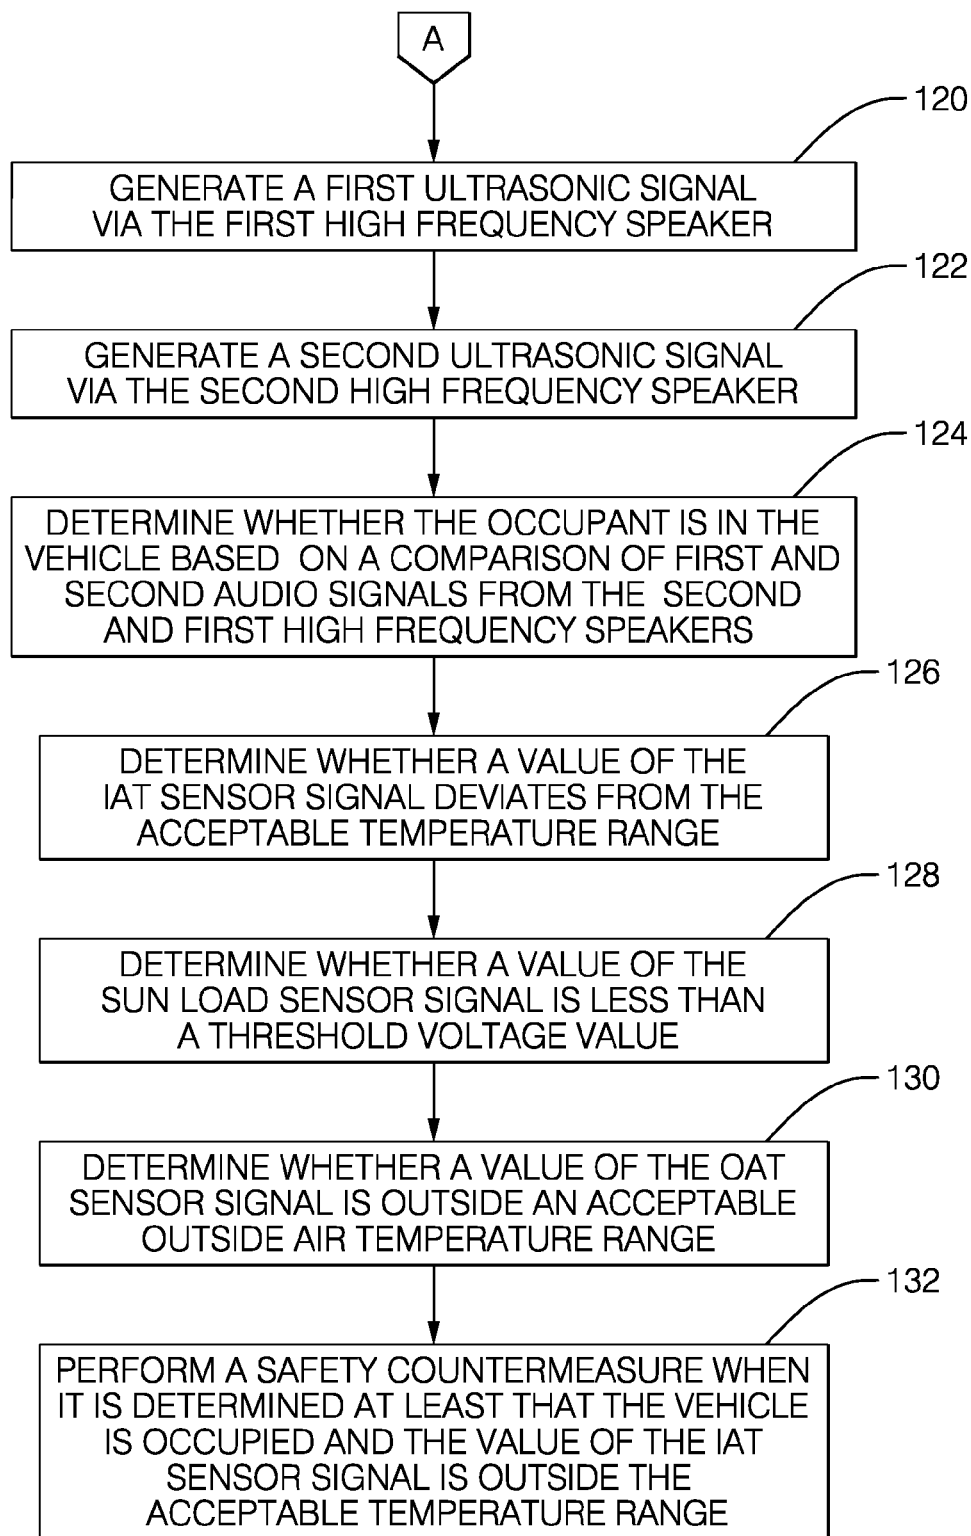 A
120
GENERATE A FIRST ULTRASONIC SIGNAL
VIA THE FIRST HIGH FREQUENCY SPEAKER
122
GENERATE A SECOND ULTRASONIC SIGNAL
VIA THE SECOND HIGH FREQUENCY SPEAKER
124
DETERMINE WHETHER THE OCCUPANT IS IN THE
VEHICLE BASED ON A COMPARISON OF FIRST AND
SECOND AUDIO SIGNALS FROM THE SECOND
AND FIRST HIGH FREQUENCY SPEAKERS
126
DETERMINE WHETHER A VALUE OF THE
IAT SENSOR SIGNAL DEVIATES FROM THE
ACCEPTABLE TEMPERATURE RANGE
128
DETERMINE WHETHER A VALUE OF THE
SUN LOAD SENSOR SIGNAL IS LESS THAN
A THRESHOLD VOLTAGE VALUE
130
DETERMINE WHETHER A VALUE OF THE OAT
SENSOR SIGNAL IS OUTSIDE AN ACCEPTABLE
OUTSIDE AIR TEMPERATURE RANGE
132
PERFORM A SAFETY COUNTERMEASURE WHEN
IT IS DETERMINED AT LEAST THAT THE VEHICLE
IS OCCUPIED AND THE VALUE OF THE IAT
SENSOR SIGNAL IS OUTSIDE THE
ACCEPTABLE TEMPERATURE RANGE